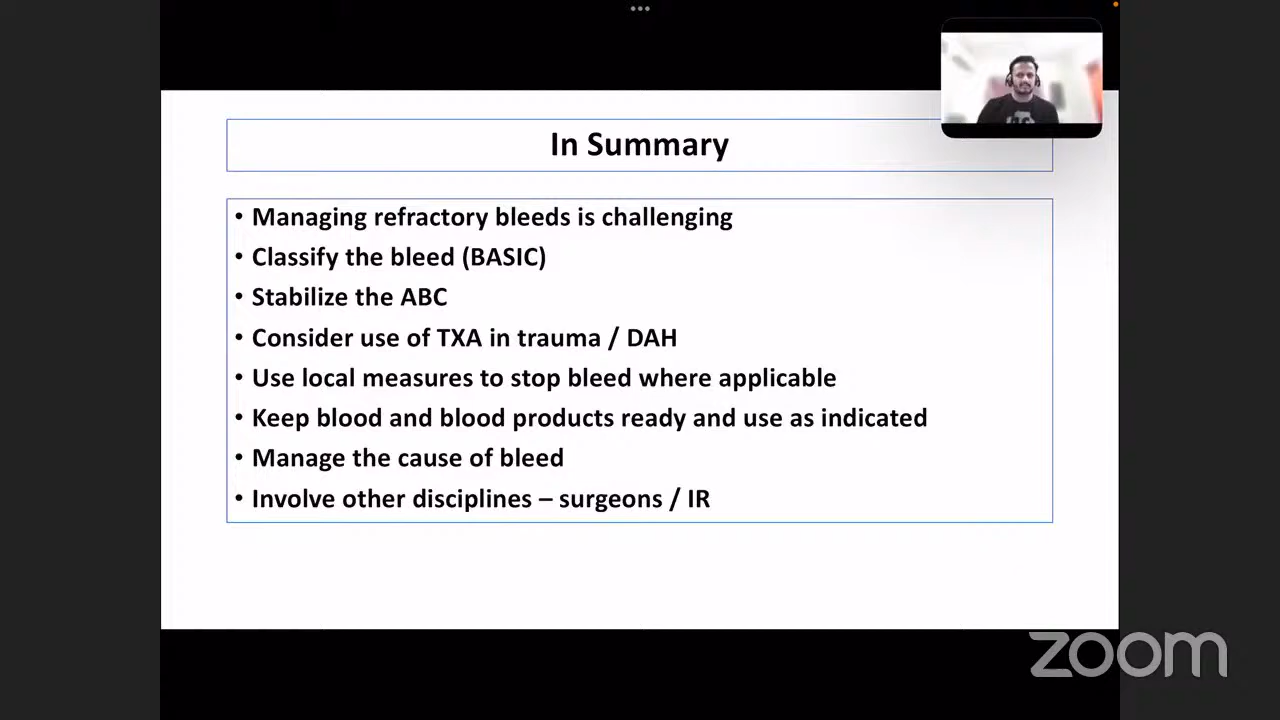 In Summary
• Managing refractory bleeds is challenging
• Classify the bleed (BASIC)
• Stabilize the ABC
• Consider use of TXA in trauma / DAH
• Use local measures to stop bleed where applicable
• Keep blood and blood products ready and use as indicated
• Manage the cause of bleed
• Involve other disciplines – surgeons / IR
zoom